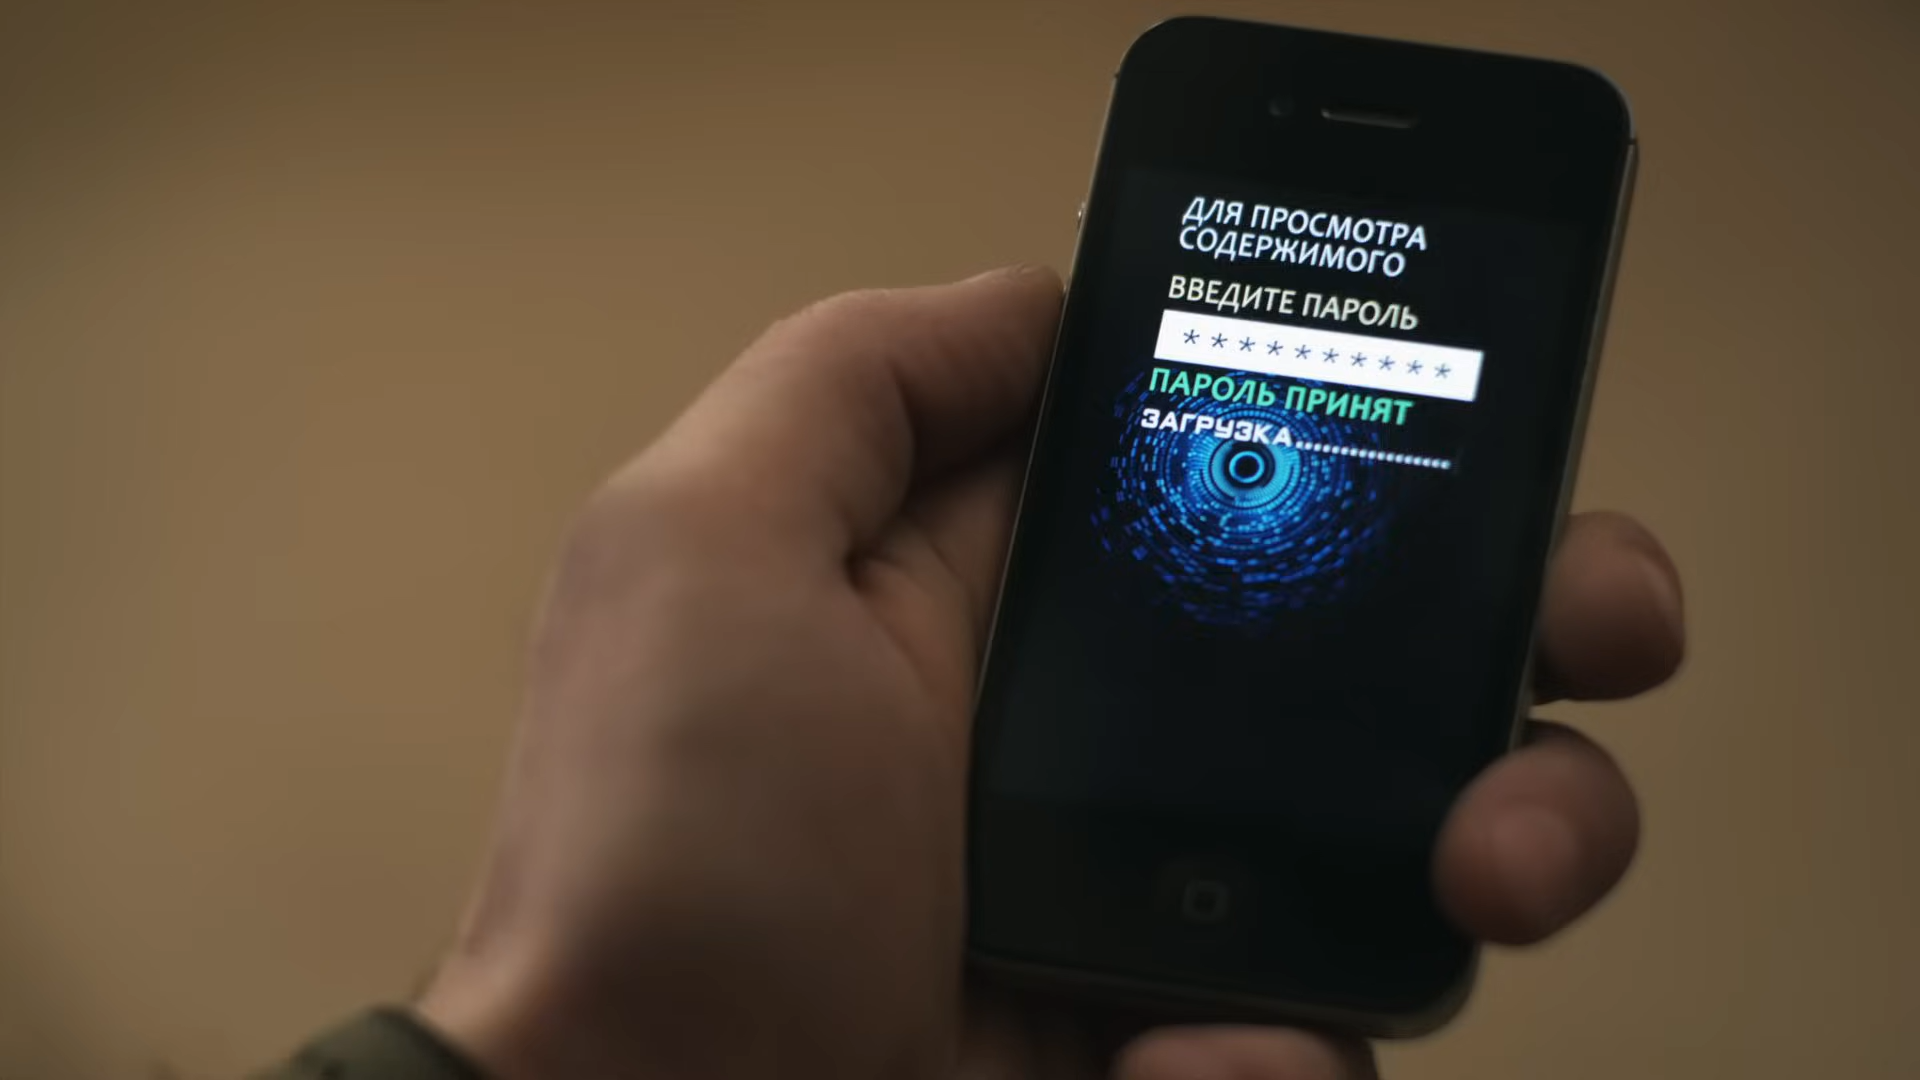 ДЛЯ ПРОСМОТРА
СОДЕРЖИМОГО
ВВЕДИТЕ ПАРОЛЬ
* * * * * * * * * *
ПАРОЛЬ ПРИНЯТ
ЗАГРУЗКА....................